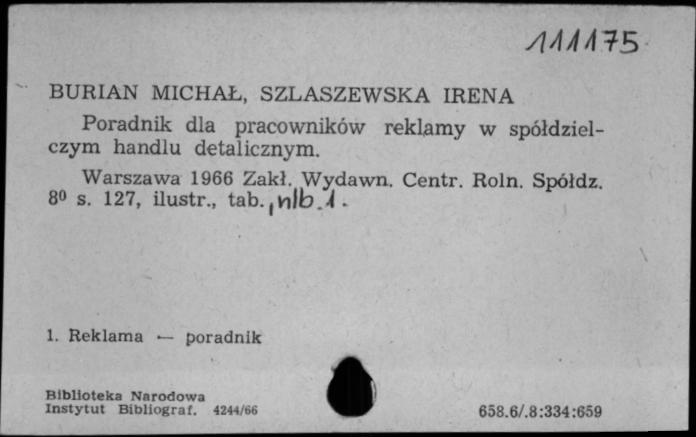 111175
BURIAN MICHAŁ, SZLASZEWSKA IRENA
Poradnik dla pracowników reklamy w spółdziel-
czym handlu detalicznym.
Warszawa 1966 Zakł. Wydawn. Centr. Roln. Spółdz.
8⁰ s. 127, ilustr., tab., nlb. 1.
1. Reklama — poradnik
Biblioteka Narodowa
Instytut Bibliograf. 4244/66
658.6/.8:334:659